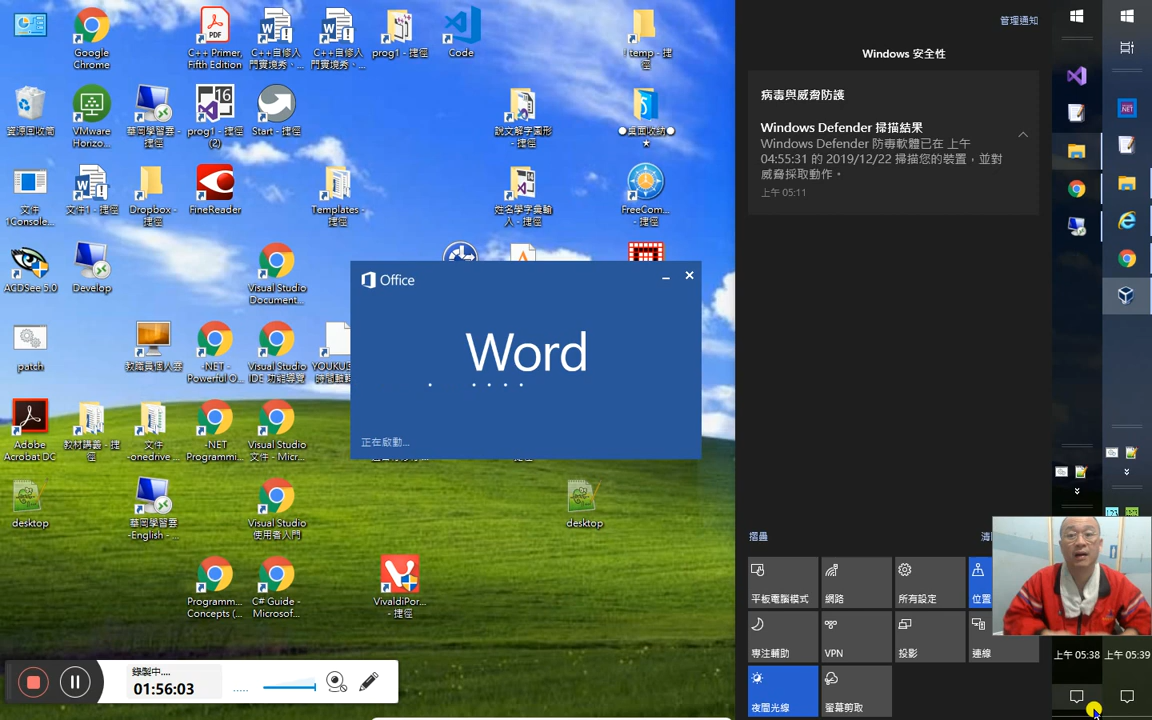 Google
Chrome
PDF
C++ Primer,
Fifth Edition
C++自修入
門實境秀、...
C++自修入
門實境秀、...
prog1 - 捷徑
Code
! temp - 捷
徑
資源回收筒
VMware
Horizo...
華岡學習雲 -
捷徑
16
prog1 - 捷徑
(2)
Start - 捷徑
說文解字圖形
- 捷徑
●桌面收納●
★
文件
1Console...
文件1 - 捷徑
Dropbox -
捷徑
FineReader
Templates -
捷徑
姓名學字彙輸
入 - 捷徑
FreeCom...
- 捷徑
ACDSee 5.0
Develop
Visual Studio
Document...
patch
教職員個人雲
-NET -
Powerful O...
Visual Studio
IDE 功能導覽
Adobe
Acrobat DC
教材講義 - 捷
徑
文件
-onedrive ...
-NET
Programmi...
Visual Studio
文件 - Micr...
desktop
華岡學習雲
-English - ...
Visual Studio
使用者入門
desktop
Programm...
Concepts (...
C# Guide -
Microsof...
VivaldiPor...
- 捷徑
Office
Word
正在啟動...
錄製中....
01:56:03
管理通知
Windows 安全性
病毒與威脅防護
Windows Defender 掃描結果
Windows Defender 防毒軟體已在 上午
04:55:31 的 2019/12/22 掃描您的裝置，並對
威脅採取動作。
上午 05:11
摺疊
平板電腦模式
網路
所有設定
位置
專注輔助
VPN
投影
連線
夜間光線
螢幕剪取
上午 05:38
上午 05:39